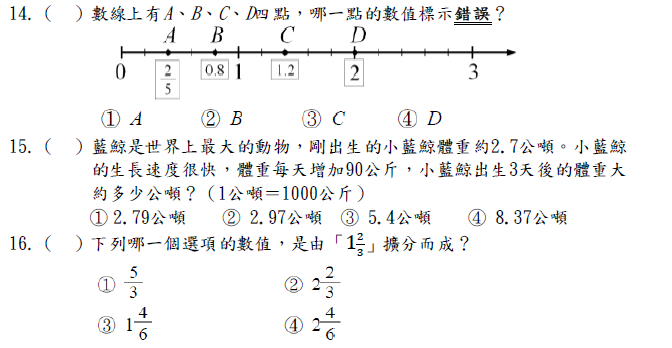 14. (　) 數線上有A、B、C、D四點，哪一點的數值標示錯誤？
A B C D
0 2/5 0.8 1 1.2 2 3
① A ② B ③ C ④ D
15. (　) 藍鯨是世界上最大的動物，剛出生的小藍鯨體重約2.7公噸。小藍鯨
的生長速度很快，體重每天增加90公斤，小藍鯨出生3天後的體重大
約多少公噸？（1公噸＝1000公斤）
① 2.79公噸 ② 2.97公噸 ③ 5.4公噸 ④ 8.37公噸
16. (　) 下列哪一個選項的數值，是由「1 2/3」擴分而成？
① 5/3 ② 2 2/3
③ 1 4/6 ④ 2 4/6